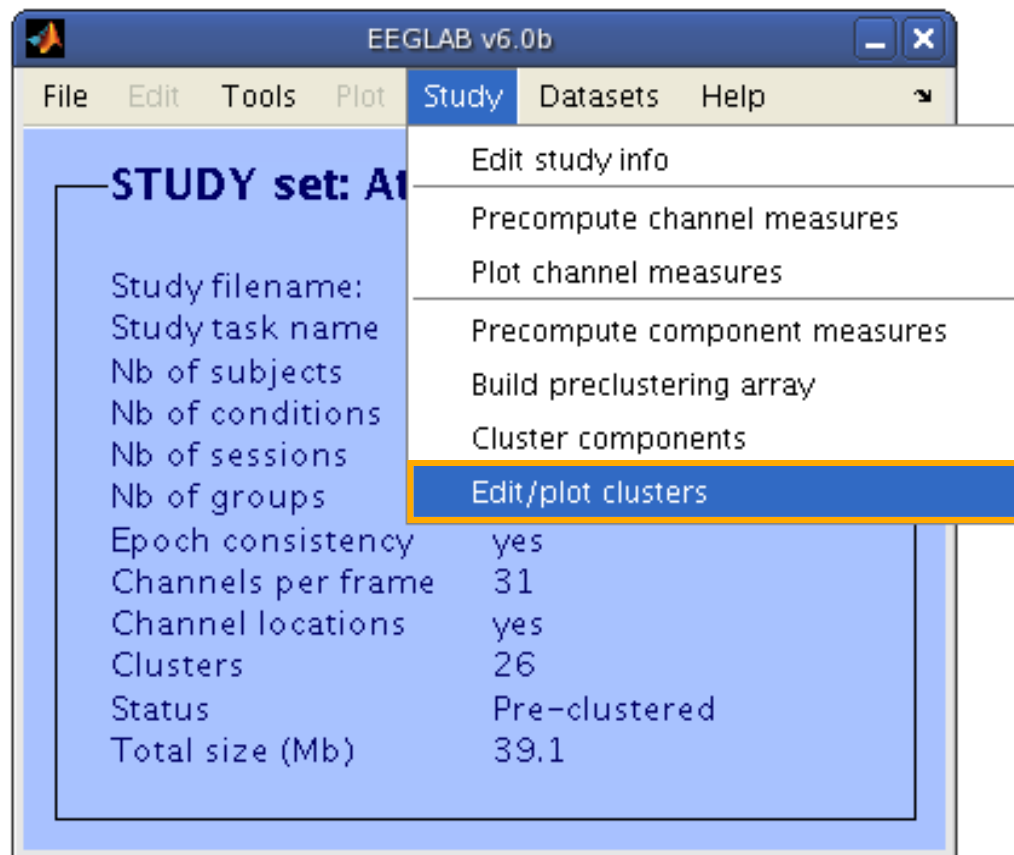 EEGLAB v6.0b
File Edit Tools Plot Study Datasets Help
Edit study info
Precompute channel measures
Plot channel measures
Precompute component measures
Build preclustering array
Cluster components
Edit/plot clusters
STUDY set:
Study filename:
Study task name
Nb of subjects
Nb of conditions
Nb of sessions
Nb of groups
Epoch consistency yes
Channels per frame 31
Channel locations yes
Clusters 26
Status Pre-clustered
Total size (Mb) 39.1